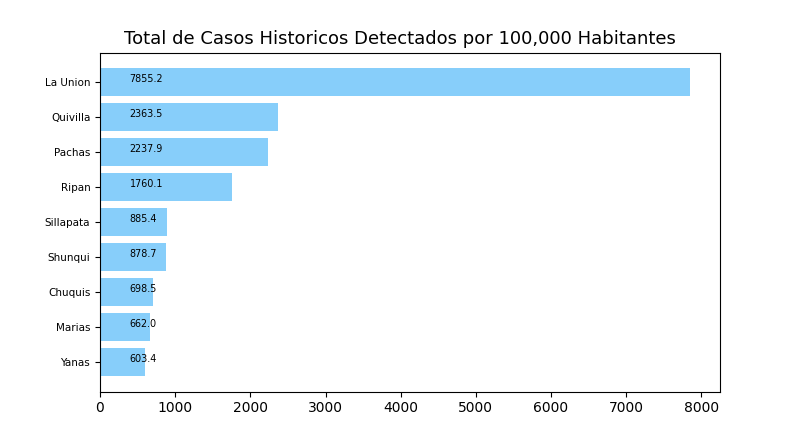 Total de Casos Historicos Detectados por 100,000 Habitantes
La Union 7855.2
Quivilla 2363.5
Pachas 2237.9
Ripan 1760.1
Sillapata 885.4
Shunqui 878.7
Chuquis 698.5
Marias 662.0
Yanas 603.4
0 1000 2000 3000 4000 5000 6000 7000 8000